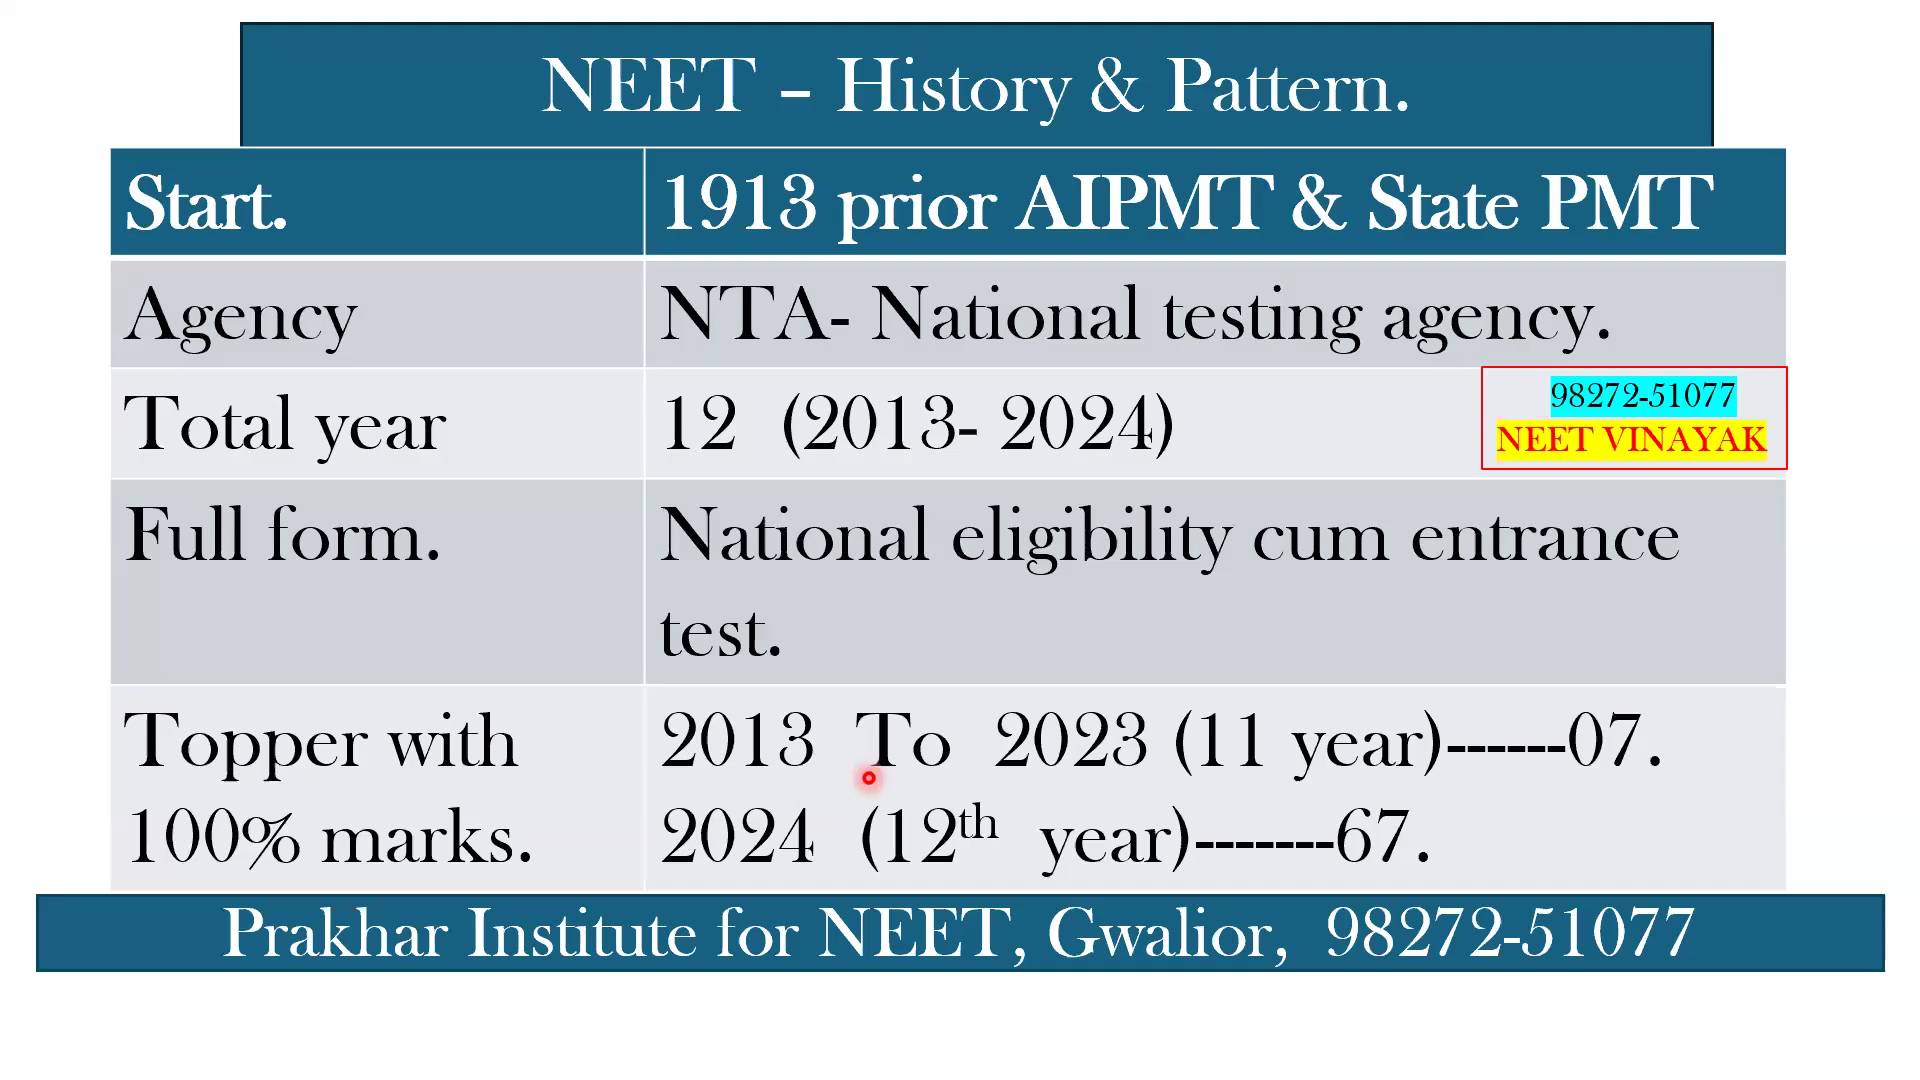 NEET – History & Pattern.
Start. 1913 prior AIPMT & State PMT
Agency NTA- National testing agency.
Total year 12 (2013- 2024)
98272-51077
NEET VINAYAK
Full form. National eligibility cum entrance
test.
Topper with 2013 To 2023 (11 year)------07.
100% marks. 2024 (12th year)-------67.
Prakhar Institute for NEET, Gwalior, 98272-51077